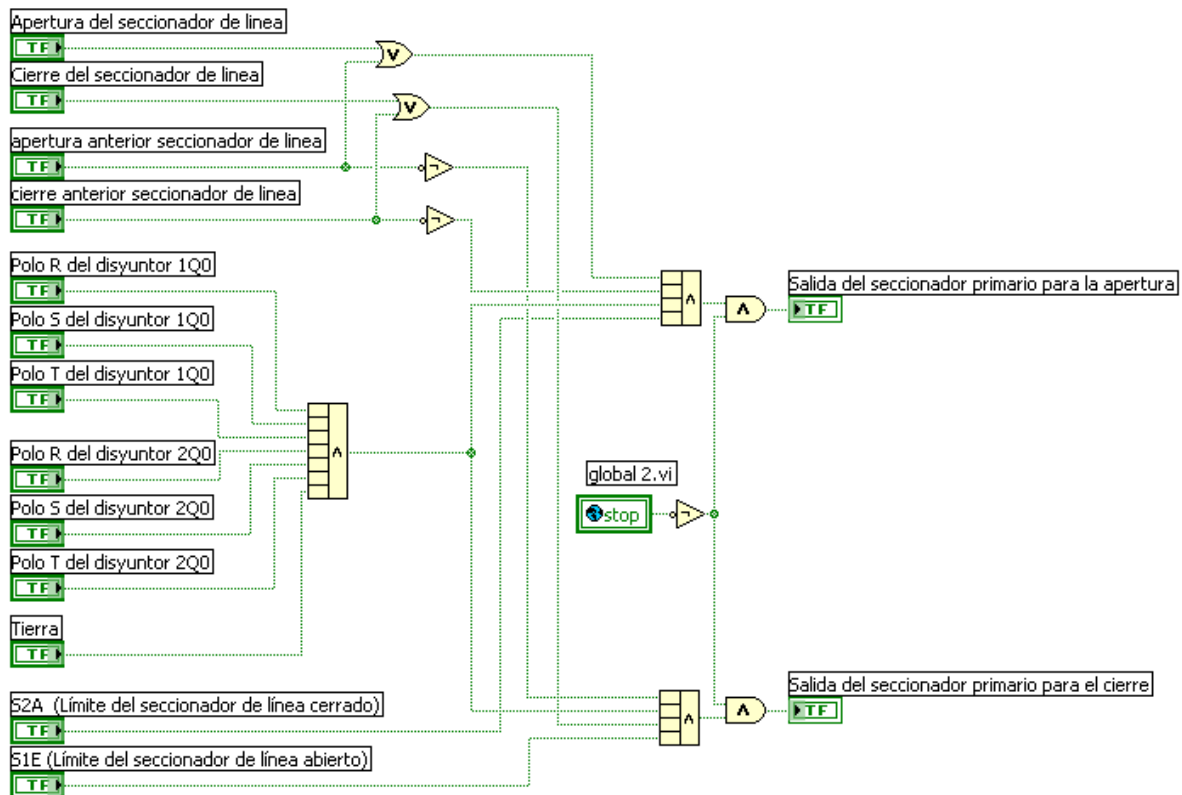 Apertura del seccionador de linea
TF
Cierre del seccionador de linea
TF
V
V
apertura anterior seccionador de linea
TF
cierre anterior seccionador de linea
TF
Polo R del disyuntor 1Q0
TF
Polo S del disyuntor 1Q0
TF
Polo T del disyuntor 1Q0
TF
Polo R del disyuntor 2Q0
TF
Polo S del disyuntor 2Q0
TF
Polo T del disyuntor 2Q0
TF
Tierra
TF
S2A (Límite del seccionador de línea cerrado)
TF
S1E (Límite del seccionador de línea abierto)
TF
global 2.vi
stop
Salida del seccionador primario para la apertura
TF
Salida del seccionador primario para el cierre
TF